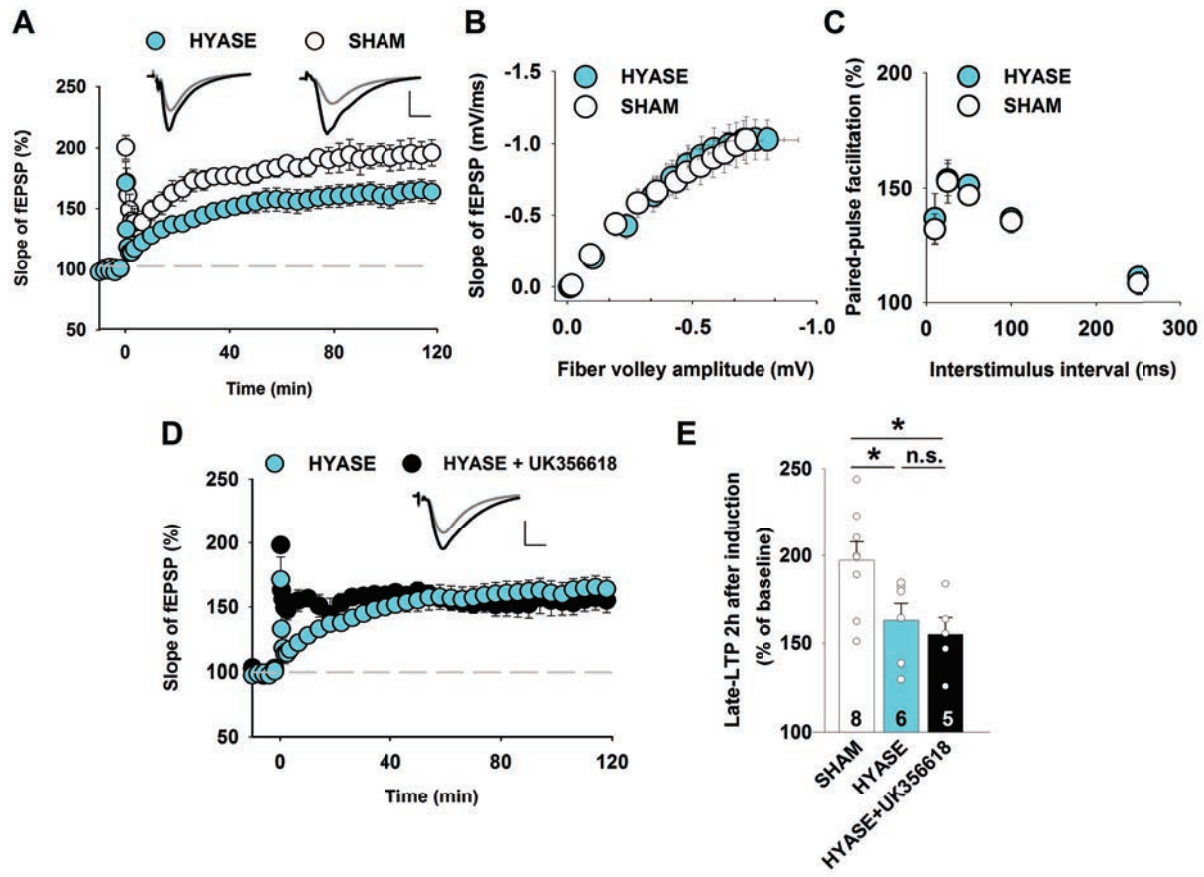 A
HYASE
SHAM
Slope of fEPSP (%)
250
200
150
100
50
0
40
80
120
Time (min)
B
HYASE
SHAM
Slope of fEPSP (mV/ms)
-1.5
-1.0
-0.5
0.0
0.0
-0.5
-1.0
Fiber volley amplitude (mV)
C
HYASE
SHAM
Paired-pulse facilitation (%)
200
150
100
0
100
200
300
Interstimulus interval (ms)
D
HYASE
HYASE + UK356618
Slope of fEPSP (%)
250
200
150
100
50
0
40
80
120
Time (min)
E
*
*
n.s.
Late-LTP 2h after induction
(% of baseline)
250
200
150
100
8
6
5
SHAM
HYASE
HYASE+UK356618